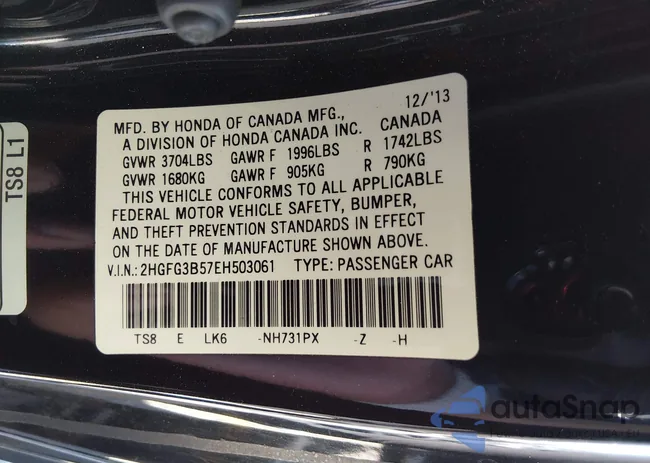 12/'13
MFD. BY HONDA OF CANADA MFG.,
A DIVISION OF HONDA CANADA INC. CANADA
GVWR 3704LBS GAWR F 1996LBS R 1742LBS
GVWR 1680KG GAWR F 905KG R 790KG
THIS VEHICLE CONFORMS TO ALL APPLICABLE
FEDERAL MOTOR VEHICLE SAFETY, BUMPER,
AND THEFT PREVENTION STANDARDS IN EFFECT
ON THE DATE OF MANUFACTURE SHOWN ABOVE.
V.I.N.: 2HGFG3B57EH503061 TYPE: PASSENGER CAR
TS8 E LK6 -NH731PX -Z -H
TS8 L1
autaSnap